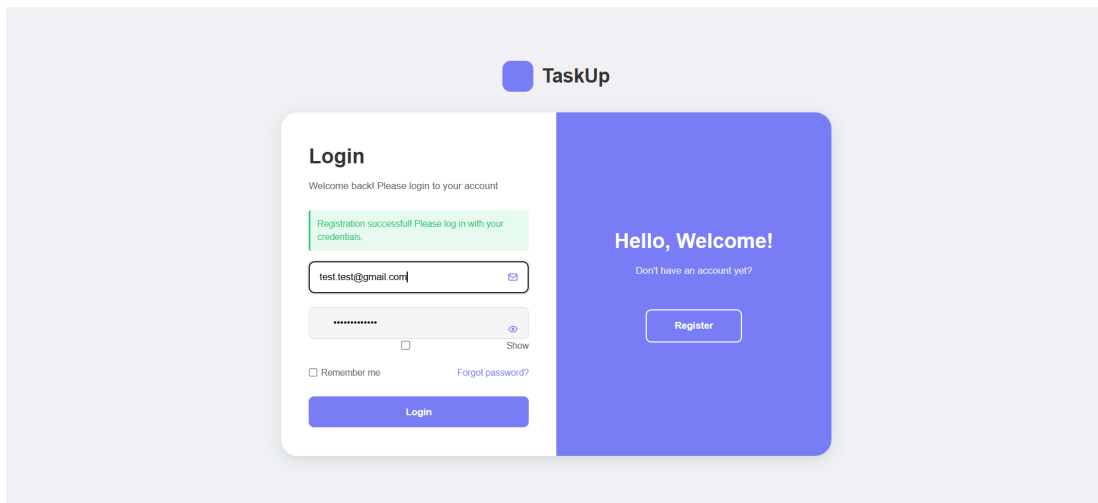 TaskUp
Login
Welcome back! Please login to your account
Registration successful! Please log in with your
credentials.
test.test@gmail.com
•••••••••••••
Show
Remember me
Forgot password?
Login
Hello, Welcome!
Don't have an account yet?
Register